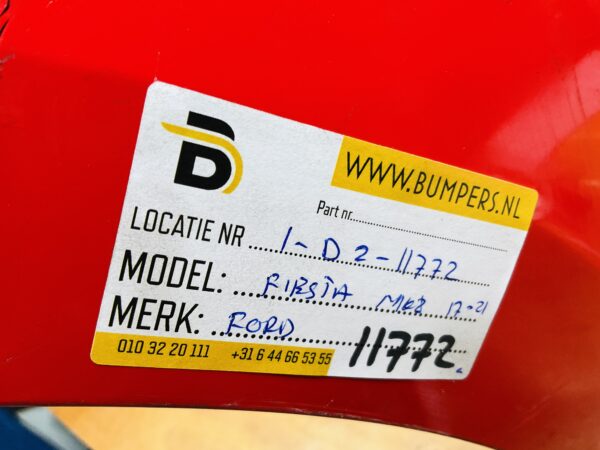 B
WWW.BUMPERS.NL
Part nr.
LOCATIE NR 1-D2-11772
MODEL: FIESTA MK8 17-21
MERK: FORD
010 32 20 111 +31 6 44 66 53 55 11772